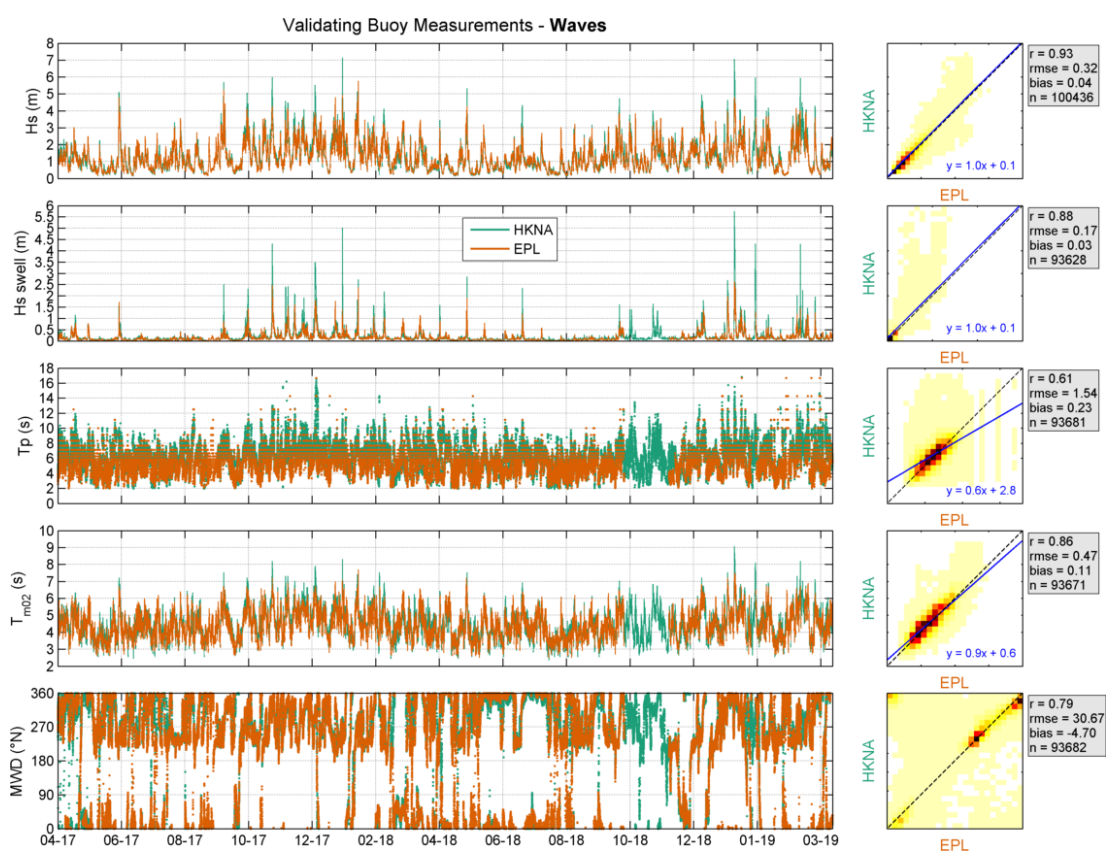 Validating Buoy Measurements - Waves
Hs (m)
8
7
6
5
4
3
2
1
0
04-17 
HKNA
EPL
y = 1.0x + 0.1
r = 0.93
rmse = 0.32
bias = 0.04
n = 100436
Hs swell (m)
6
5.5
5
4.5
4
3.5
3
2.5
2
1.5
1
0.5
HKNA
EPL
HKNA
EPL
y = 1.0x + 0.1
r = 0.88
rmse = 0.17
bias = 0.03
n = 93628
Tp (s)
18
16
14
12
10
8
6
4
2
0
HKNA
EPL
y = 0.6x + 2.8
r = 0.61
rmse = 1.54
bias = 0.23
n = 93681
Tm02 (s)
10
9
8
7
6
5
4
3
2
HKNA
EPL
y = 0.9x + 0.6
r = 0.86
rmse = 0.47
bias = 0.11
n = 93671
MWD (°N)
360
270
180
90
0
04-17 06-17 08-17 10-17 12-17 02-18 04-18 06-18 08-18 10-18 12-18 01-19 03-19
HKNA
EPL
r = 0.79
rmse = 30.67
bias = -4.70
n = 93682